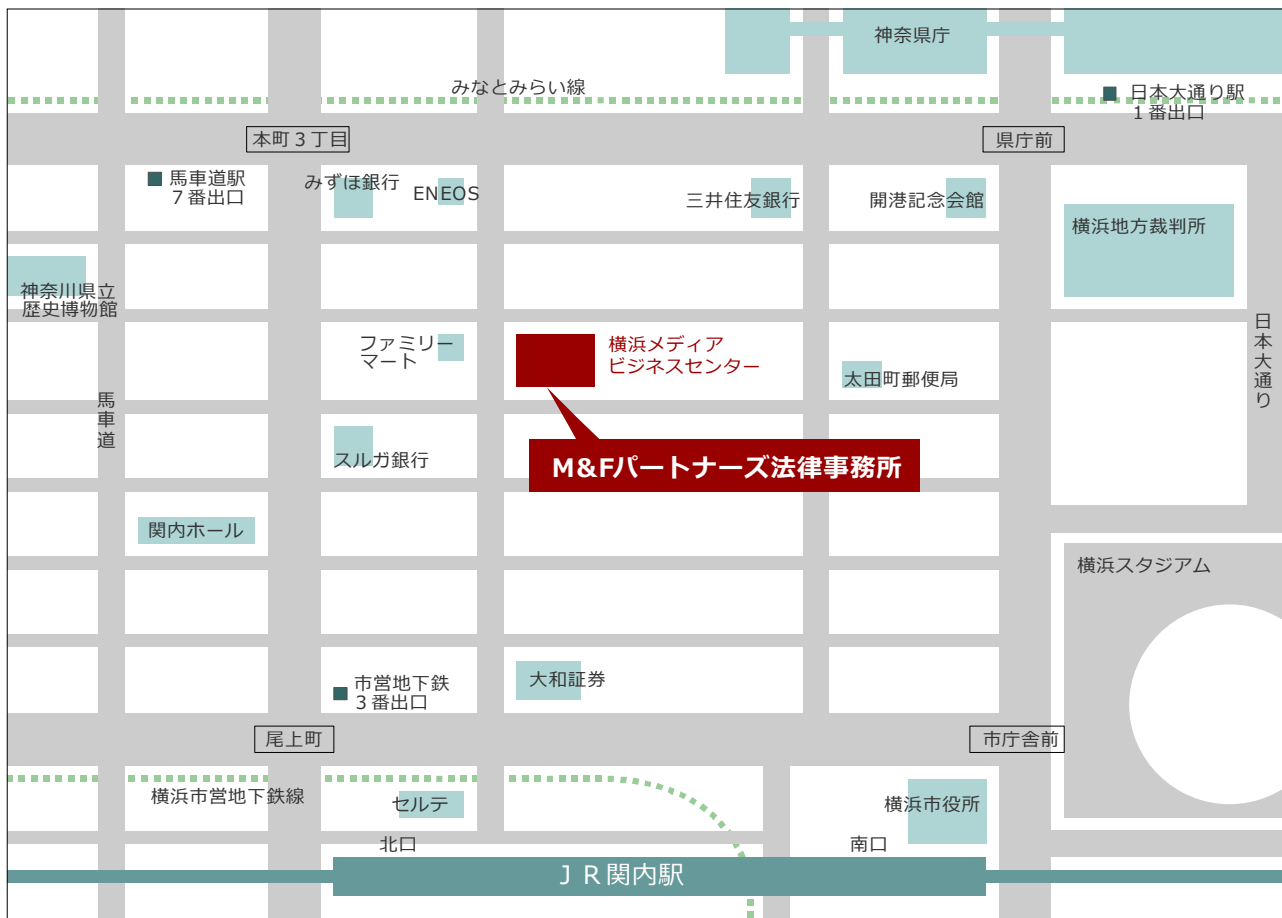 神奈県庁
みなとみらい線
日本大通り駅
１番出口
本町３丁目
県庁前
馬車道駅
７番出口
みずほ銀行
ENEOS
三井住友銀行
開港記念会館
横浜地方裁判所
神奈川県立
歴史博物館
ファミリー
マート
横浜メディア
ビジネスセンター
太田町郵便局
日本大通り
馬車道
スルガ銀行
M&Fパートナーズ法律事務所
関内ホール
横浜スタジアム
市営地下鉄
３番出口
大和証券
尾上町
市庁舎前
横浜市営地下鉄線
セルテ
横浜市役所
北口
南口
ＪＲ関内駅